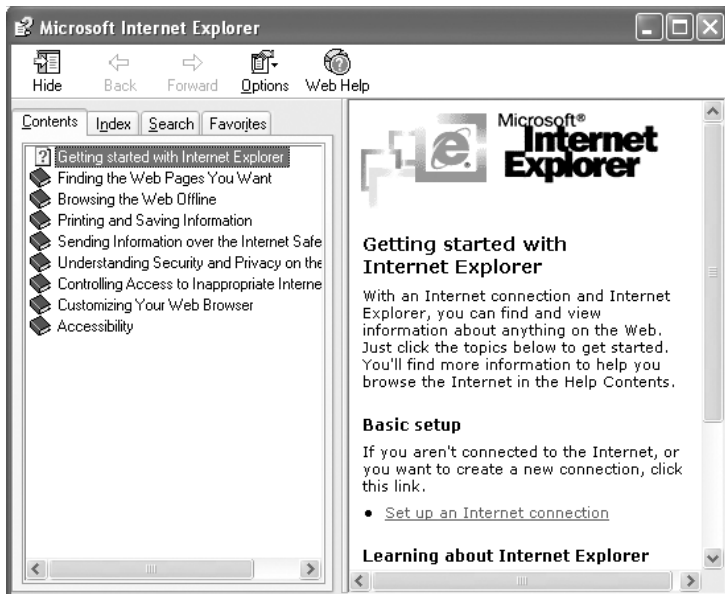 Microsoft Internet Explorer
Hide Back Forward Options Web Help
Contents Index Search Favorites
Getting started with Internet Explorer
Finding the Web Pages You Want
Browsing the Web Offline
Printing and Saving Information
Sending Information over the Internet Safe
Understanding Security and Privacy on the
Controlling Access to Inappropriate Interne
Customizing Your Web Browser
Accessibility
Microsoft®
Internet
Explorer
Getting started with
Internet Explorer
With an Internet connection and Internet
Explorer, you can find and view
information about anything on the Web.
Just click the topics below to get started.
You'll find more information to help you
browse the Internet in the Help Contents.
Basic setup
If you aren't connected to the Internet, or
you want to create a new connection, click
this link.
• Set up an Internet connection
Learning about Internet Explorer